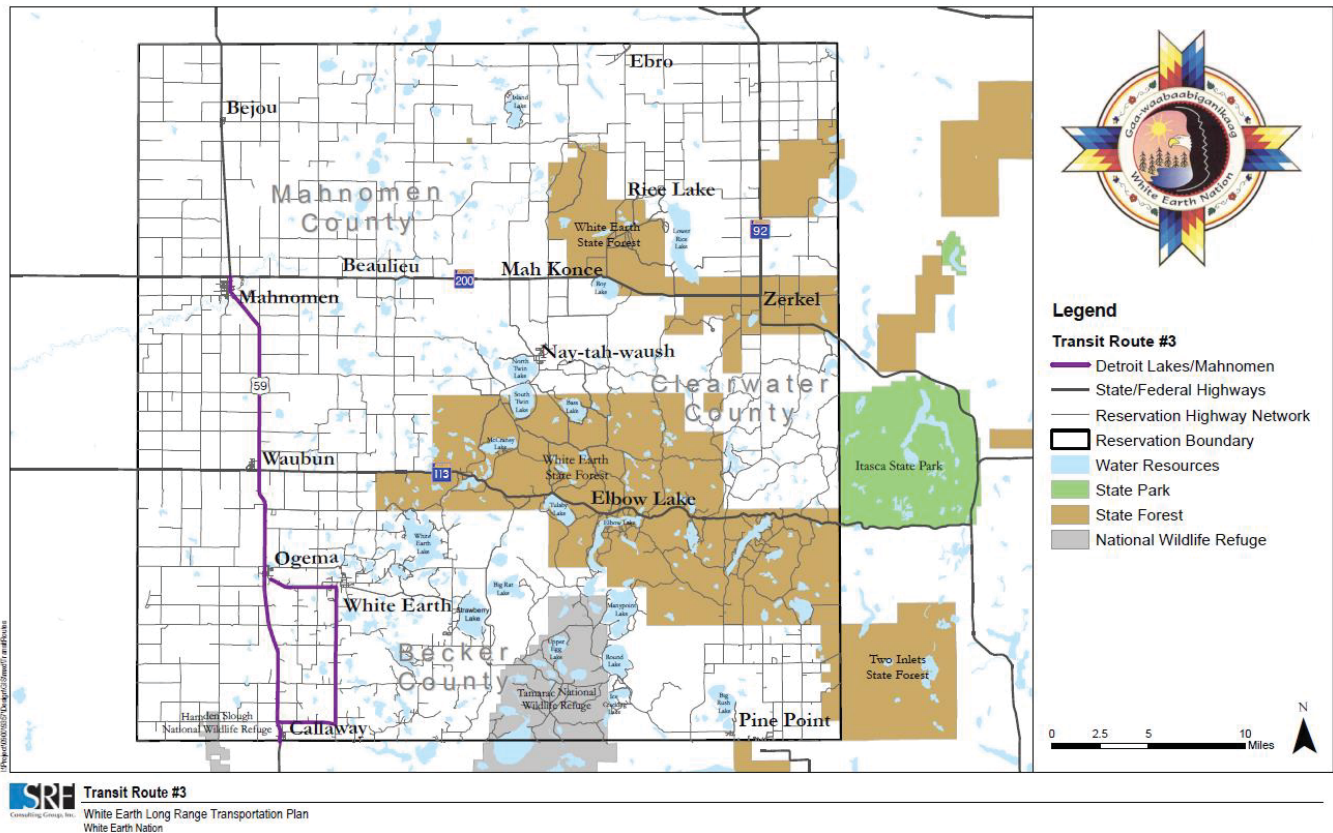 Ebro
Bejou
Island
Lake
Mahnomen
County
Rice Lake
White Earth
State Forest
Lower
Rice
Lake
92
Beaulieu
200
Mah Konce
Roy
Lake
Mahnomen
Zerkel
Nay-tah-waush
North
Twin
Lake
59
South
Twin
Lake
Bass
Lake
Clearwater
County
McCraney
Lake
Waubun
113
White Earth
State Forest
Itasca State Park
Elbow Lake
Tulaby
Lake
Elbow Lake
White
Earth
Lake
Ogema
Big Rat
Lake
White Earth
Strawberry
Lake
Manypoint
Lake
Becker
County
Upper
Egg
Lake
Round
Lake
Two Inlets
State Forest
Tamarac National
Wildlife Refuge
Ice
Cracking
Lake
Big
Rush
Lake
Hamden Slough
National Wildlife Refuge
Callaway
Pine Point
Gaa-waabaabiganikaag
White Earth Nation
Legend
Transit Route #3
Detroit Lakes/Mahnomen
State/Federal Highways
Reservation Highway Network
Reservation Boundary
Water Resources
State Park
State Forest
National Wildlife Refuge
N
0 2.5 5 10
Miles
SRF
Consulting Group, Inc.
Transit Route #3
White Earth Long Range Transportation Plan
White Earth Nation